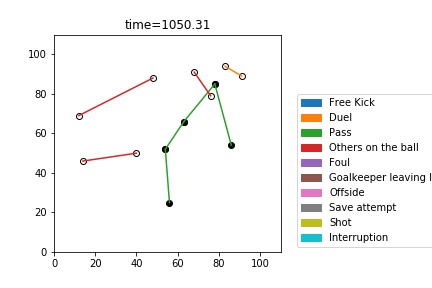 time=1050.31
100
80
60
40
20
0
0 20 40 60 80 100
Free Kick
Duel
Pass
Others on the ball
Foul
Goalkeeper leaving l
Offside
Save attempt
Shot
Interruption